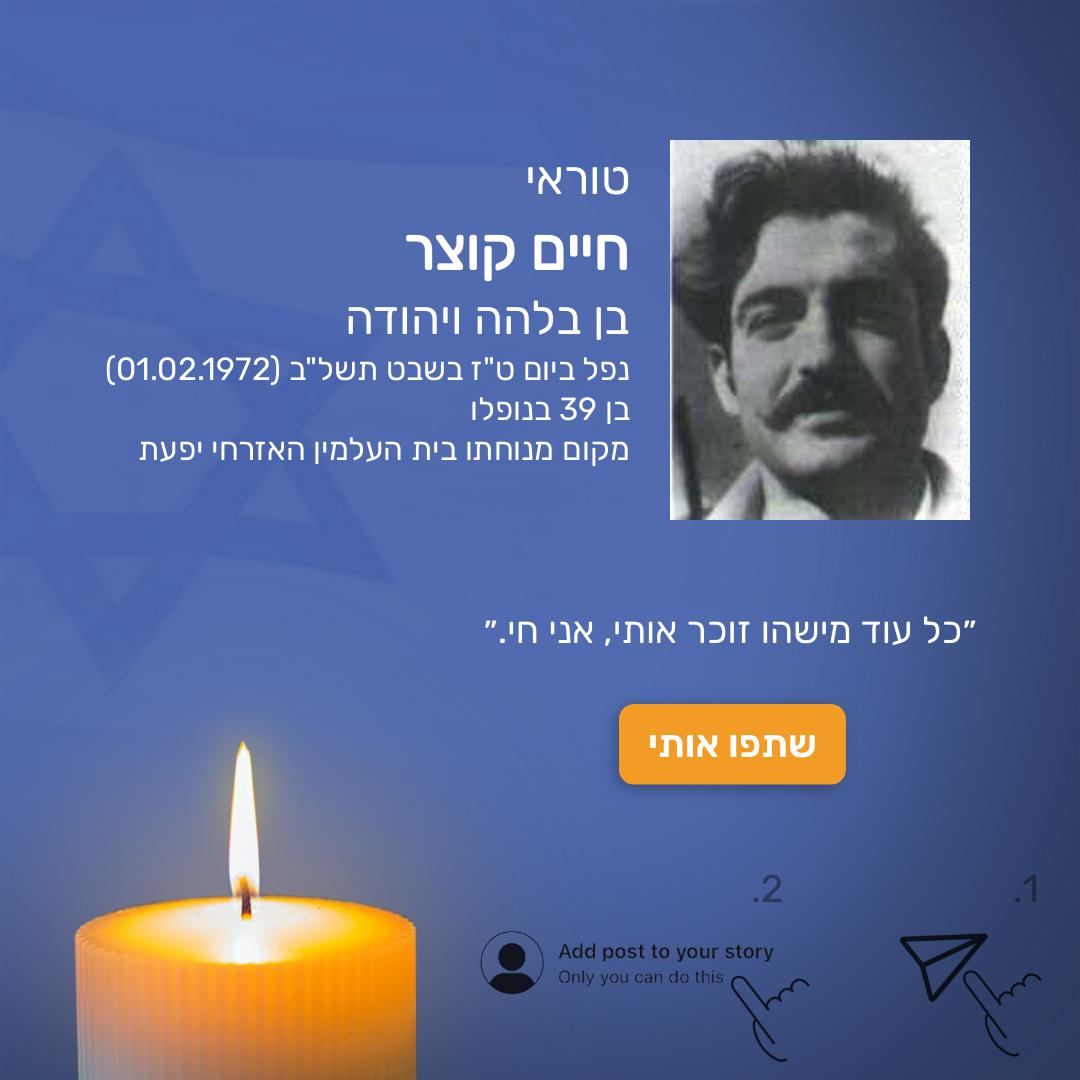 טוראי
חיים קוצר
בן בלהה ויהודה
נפל ביום ט"ז בשבט תשל"ב (01.02.1972)
בן 39 בנופלו
מקום מנוחתו בית העלמין האזרחי יפעת
״כל עוד מישהו זוכר אותי, אני חי.״
שתפו אותי
1.
2.
Add post to your story
Only you can do this